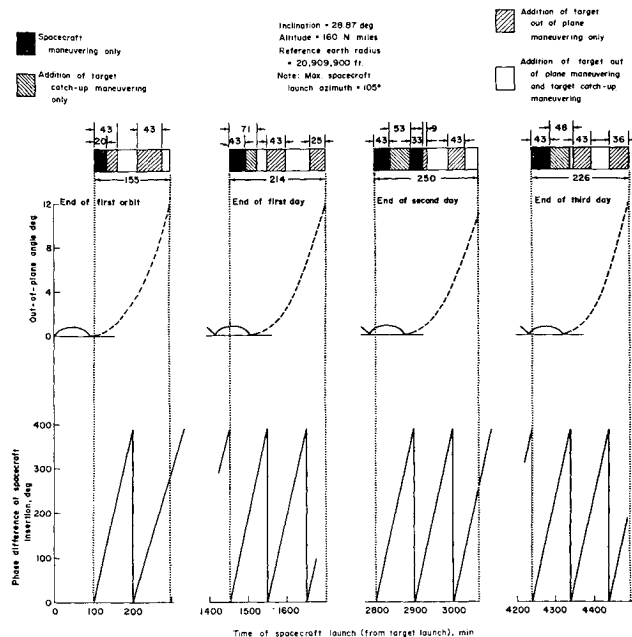 Spacecraft
maneuvering only
Addition of target
catch-up maneuvering
only
Inclination = 28.87 deg
Altitude = 160 N miles
Reference earth radius
= 20,909,900 ft.
Note: Max. spacecraft
launch azimuth = 105°
Addition of target
out of plane
maneuvering only
Addition of target out
of plane maneuvering
and target catch-up
maneuvering
43 43
20
155
71
43 43 25
214
53 9
43 33 43
250
48
43 43 36
226
End of first orbit
End of first day
End of second day
End of third day
Out-of-plane angle deg
12
8
4
0
Phase difference of spacecraft
insertion, deg
400
300
200
100
0
0 100 200 300
1400 1500 1600
2800 2900 3000
4200 4300 4400
Time of spacecraft launch (from target launch), min